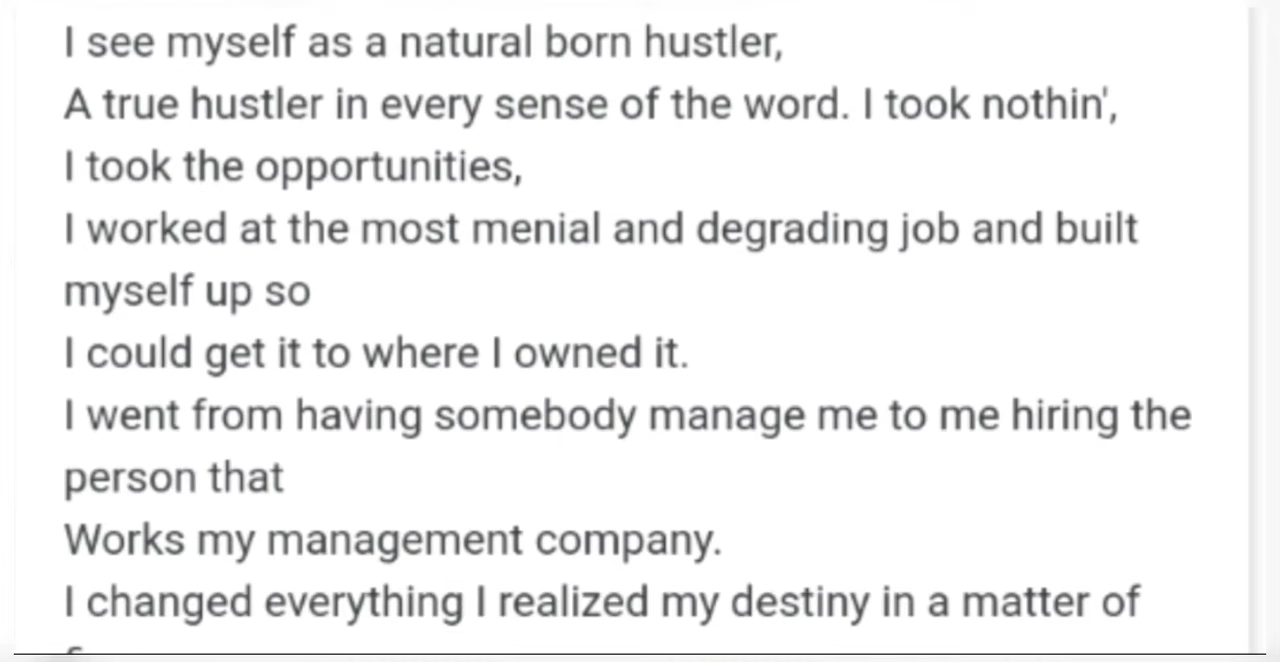 I see myself as a natural born hustler,
A true hustler in every sense of the word. I took nothin',
I took the opportunities,
I worked at the most menial and degrading job and built
myself up so
I could get it to where I owned it.
I went from having somebody manage me to me hiring the
person that
Works my management company.
I changed everything I realized my destiny in a matter of